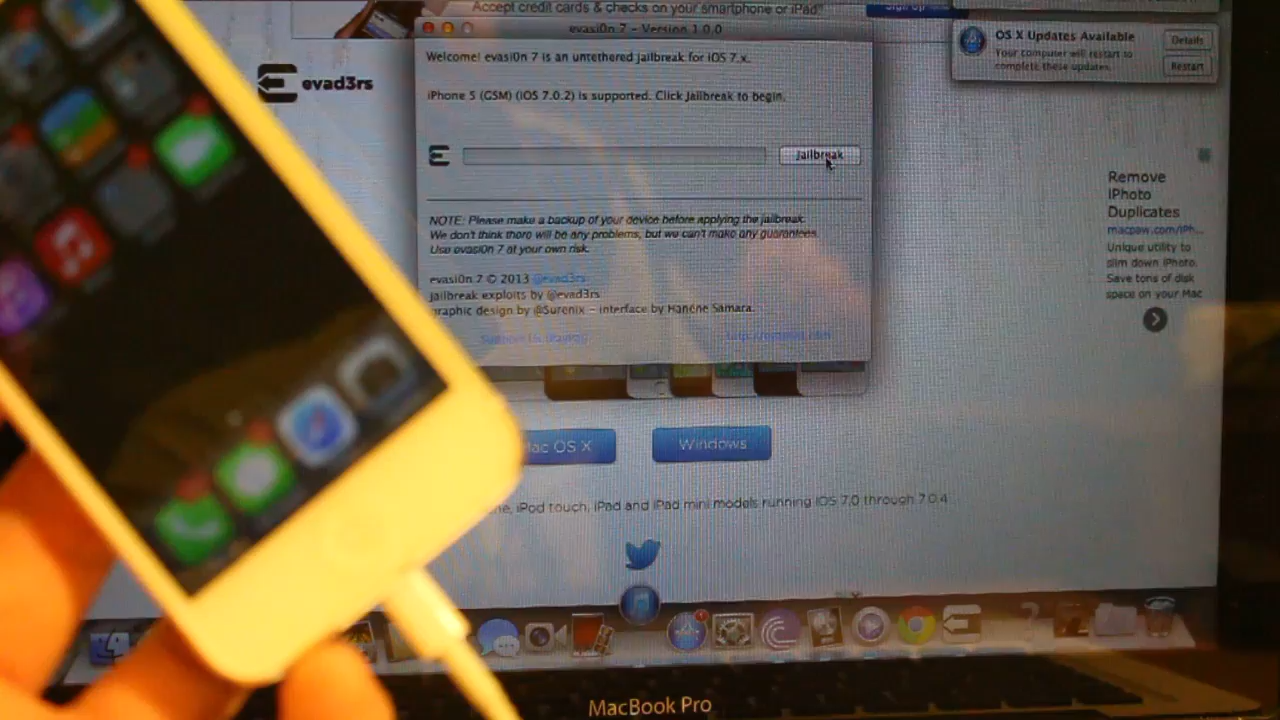 Accept credit cards & checks on your smartphone or iPad
evasi0n 7 - Version 1.0.0
OS X Updates Available
Your computer will restart to
complete these updates.
Details
Restart
Welcome! evasi0n 7 is an untethered jailbreak for iOS 7.x.
evad3rs
iPhone 5 (GSM) (iOS 7.0.2) is supported. Click Jailbreak to begin.
Jailbreak
NOTE: Please make a backup of your device before applying the jailbreak.
We don't think there will be any problems, but we can't make any guarantees.
Use evasi0n 7 at your own risk.
evasi0n 7 © 2013 @evad3rs
jailbreak exploits by @evad3rs
graphic design by @Surenix - interface by Hanène Samara.
Remove
iPhoto
Duplicates
macpaw.com/iPh...
Unique utility to
slim down iPhoto.
Save tons of disk
space on your Mac
Mac OS X
Windows
iPod touch, iPad and iPad mini models running iOS 7.0 through 7.0.4
MacBook Pro